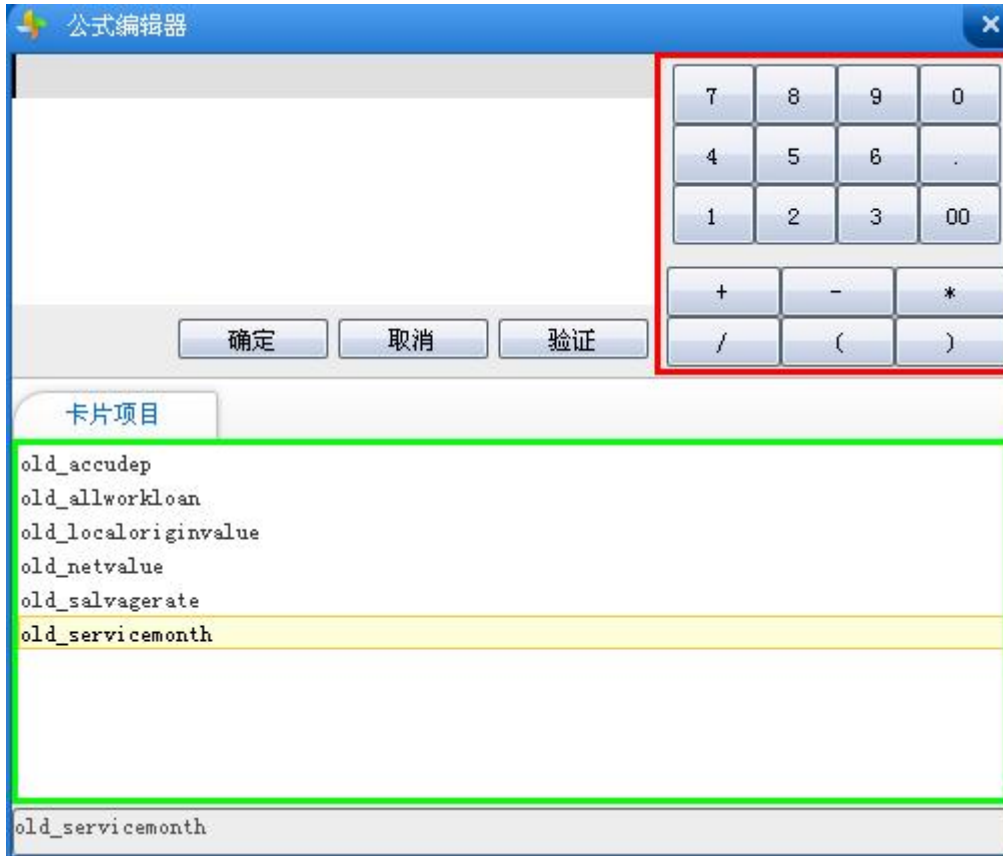 公式编辑器
7 8 9 0
4 5 6 .
1 2 3 00
+ - *
确定 取消 验证 / ( )
卡片项目
old_accudep
old_allworkloan
old_localoriginvalue
old_netvalue
old_salvagerate
old_servicemonth
old_servicemonth